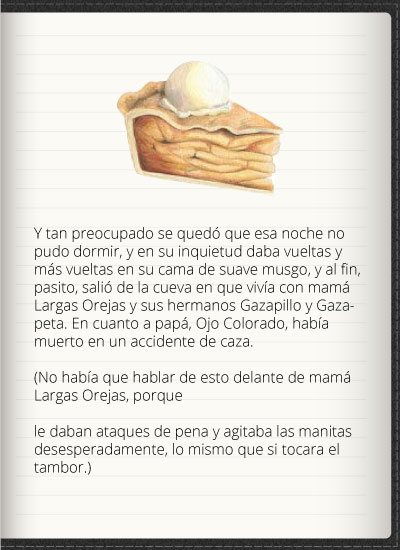 Y tan preocupado se quedó que esa noche no
pudo dormir, y en su inquietud daba vueltas y
más vueltas en su cama de suave musgo, y al fin,
pasito, salió de la cueva en que vivía con mamá
Largas Orejas y sus hermanos Gazapillo y Gaza-
peta. En cuanto a papá, Ojo Colorado, había
muerto en un accidente de caza.
(No había que hablar de esto delante de mamá
Largas Orejas, porque
le daban ataques de pena y agitaba las manitas
desesperadamente, lo mismo que si tocara el
tambor.)